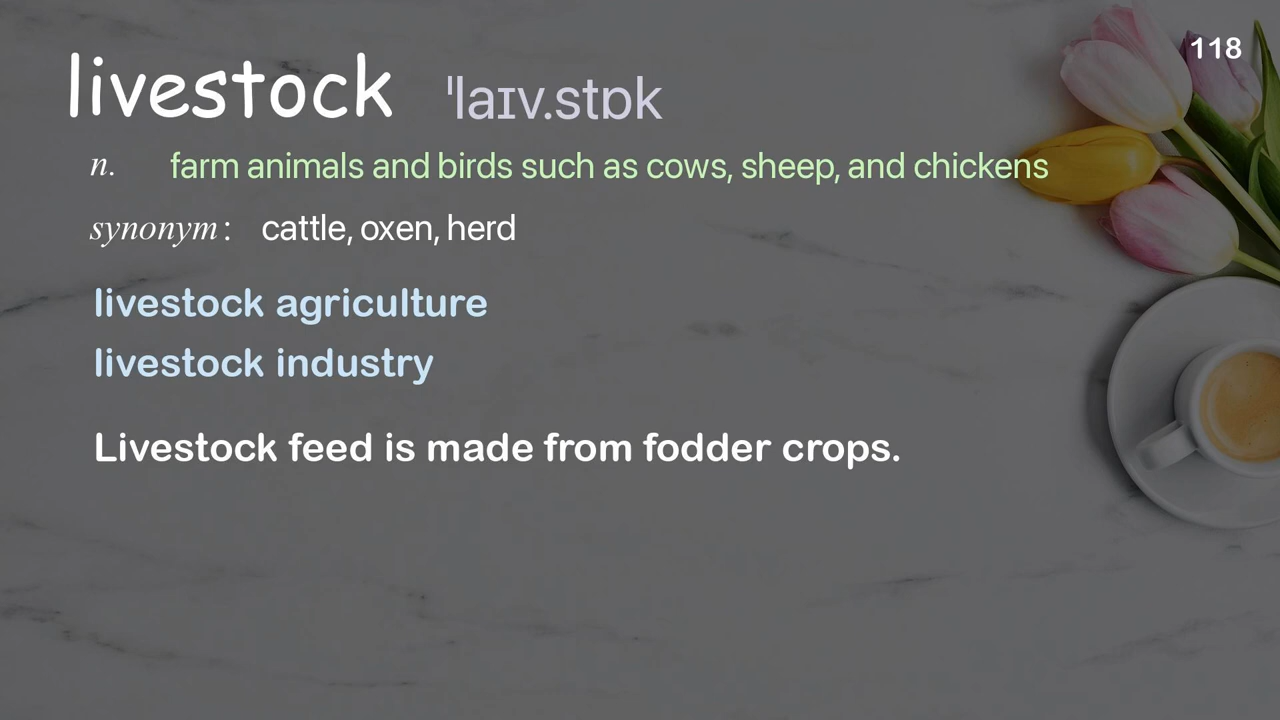 118
livestock ˈlaɪv.stɒk
n. farm animals and birds such as cows, sheep, and chickens
synonym: cattle, oxen, herd
livestock agriculture
livestock industry
Livestock feed is made from fodder crops.